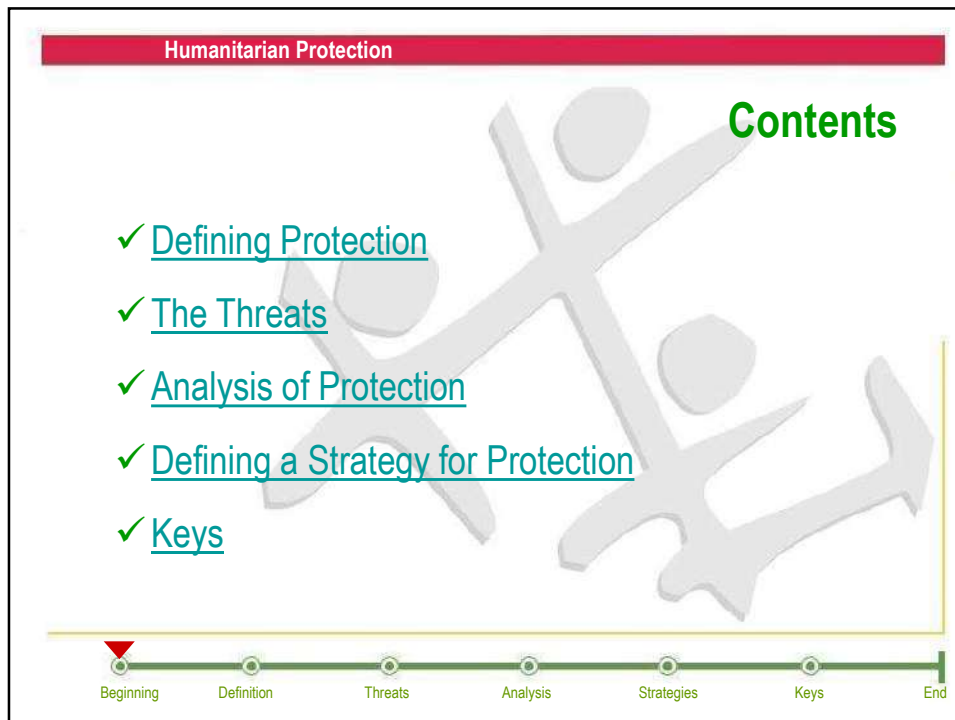 Humanitarian Protection
Contents
✓ Defining Protection
✓ The Threats
✓ Analysis of Protection
✓ Defining a Strategy for Protection
✓ Keys
Beginning Definition Threats Analysis Strategies Keys End